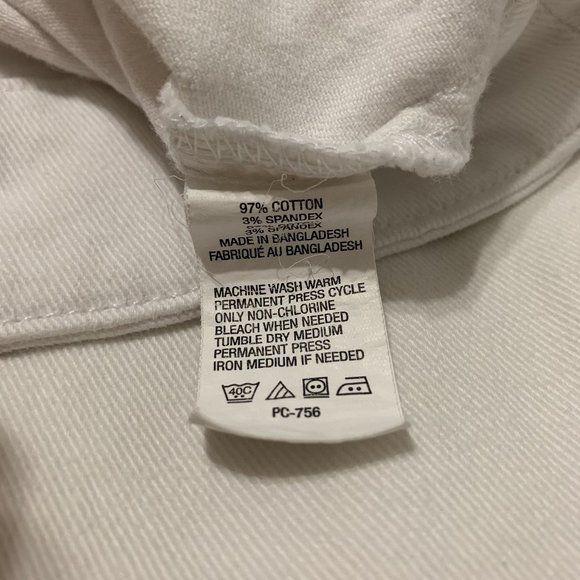 97% COTTON
3% SPANDEX
3% SPANDEX
MADE IN BANGLADESH
FABRIQUÉ AU BANGLADESH
MACHINE WASH WARM
PERMANENT PRESS CYCLE
ONLY NON-CHLORINE
BLEACH WHEN NEEDED
TUMBLE DRY MEDIUM
PERMANENT PRESS
IRON MEDIUM IF NEEDED
40C
PC-756